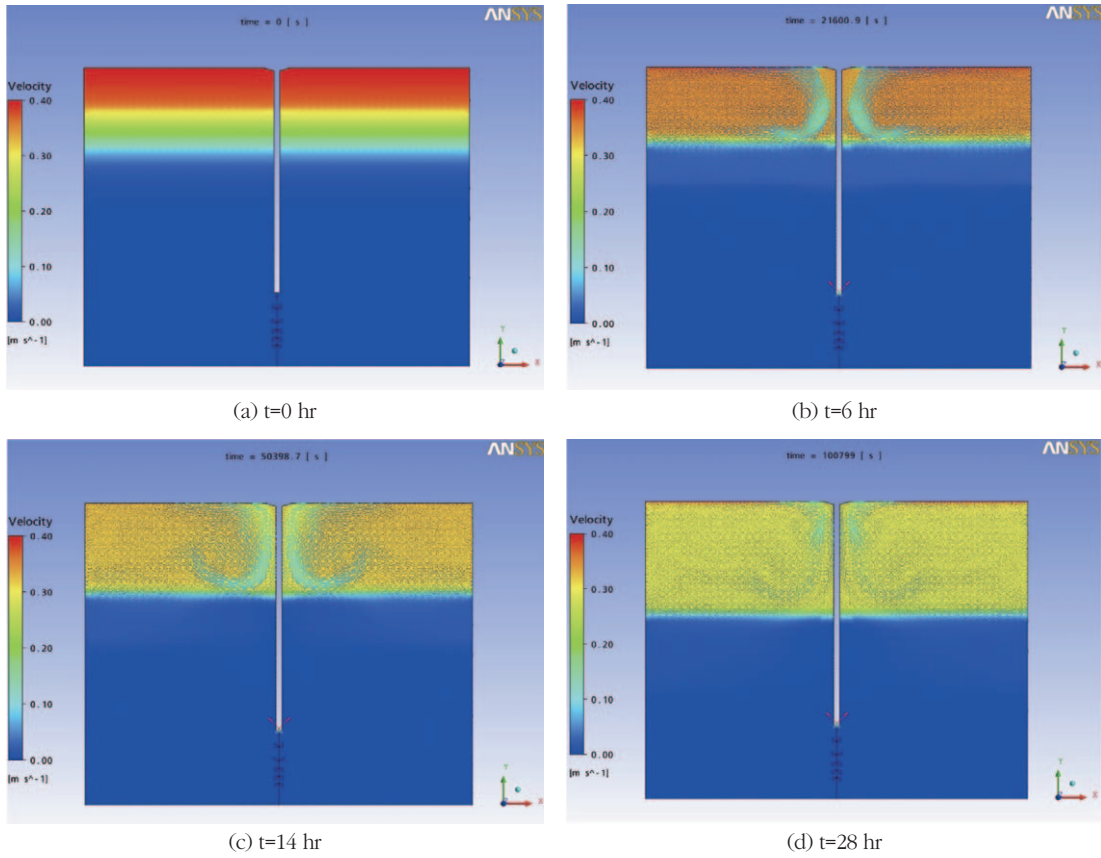 ANSYS
time = 0 [ s ]
Velocity
0.40
0.30
0.20
0.10
0.00
[m s^-1]
Y
X
(a) t=0 hr
ANSYS
time = 21600.9 [ s ]
Velocity
0.40
0.30
0.20
0.10
0.00
[m s^-1]
Y
X
(b) t=6 hr
ANSYS
time = 50398.7 [ s ]
Velocity
0.40
0.30
0.20
0.10
0.00
[m s^-1]
Y
X
(c) t=14 hr
ANSYS
time = 100799 [ s ]
Velocity
0.40
0.30
0.20
0.10
0.00
[m s^-1]
Y
X
(d) t=28 hr